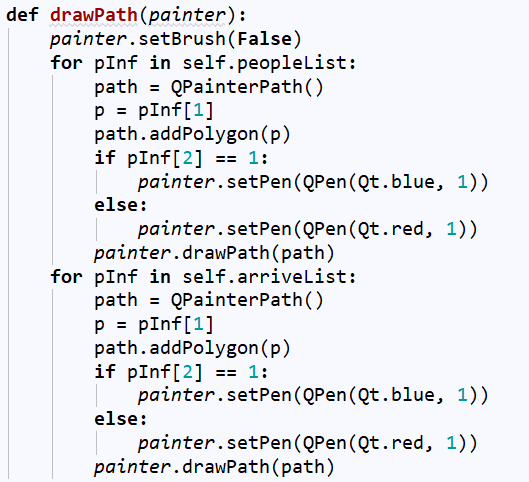 def drawPath(painter):
    painter.setBrush(False)
    for pInf in self.peopleList:
        path = QPainterPath()
        p = pInf[1]
        path.addPolygon(p)
        if pInf[2] == 1:
            painter.setPen(QPen(Qt.blue, 1))
        else:
            painter.setPen(QPen(Qt.red, 1))
        painter.drawPath(path)
    for pInf in self.arriveList:
        path = QPainterPath()
        p = pInf[1]
        path.addPolygon(p)
        if pInf[2] == 1:
            painter.setPen(QPen(Qt.blue, 1))
        else:
            painter.setPen(QPen(Qt.red, 1))
        painter.drawPath(path)